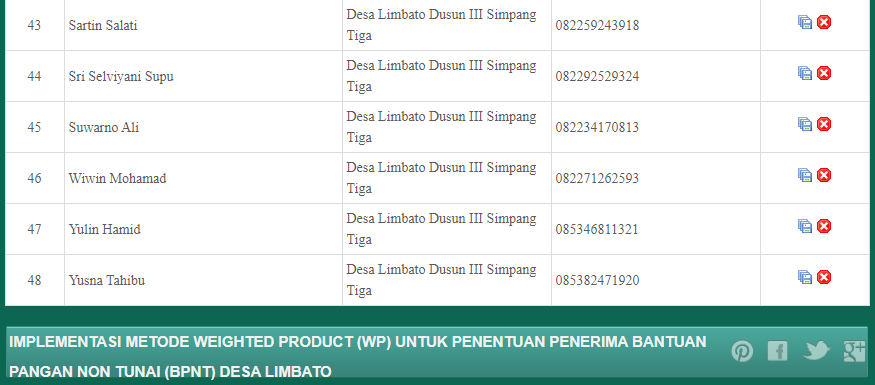 43 Sartin Salati Desa Limbato Dusun III Simpang Tiga 082259243918
44 Sri Selviyani Supu Desa Limbato Dusun III Simpang Tiga 082292529324
45 Suwarno Ali Desa Limbato Dusun III Simpang Tiga 082234170813
46 Wiwin Mohamad Desa Limbato Dusun III Simpang Tiga 082271262593
47 Yulin Hamid Desa Limbato Dusun III Simpang Tiga 085346811321
48 Yusna Tahibu Desa Limbato Dusun III Simpang Tiga 085382471920
IMPLEMENTASI METODE WEIGHTED PRODUCT (WP) UNTUK PENENTUAN PENERIMA BANTUAN
PANGAN NON TUNAI (BPNT) DESA LIMBATO